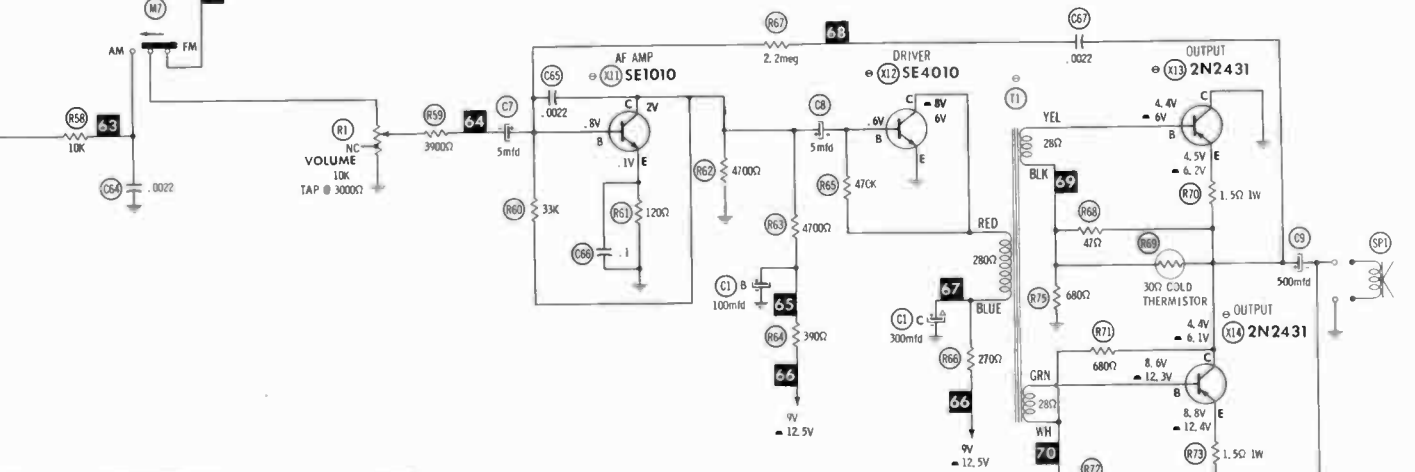 M7
AM
FM
R58
10K
63
C64
.0022
R1
NC
VOLUME
10K
TAP @ 3000Ω
R59
3900Ω
64
C7
5mfd
R67
2.2meg
68
C67
.0022
C65
.0022
AF AMP
X11 SE1010
C 2V
.8V
B
.1V E
R60
33K
R61
120Ω
C66
.1
R62
4700Ω
R63
4700Ω
C1 B
100mfd
65
R64
390Ω
66
9V
12.5V
C8
5mfd
DRIVER
X12 SE4010
C
8V
6V
.6V
B
E
R65
470K
RED
280Ω
BLUE
67
C1 C
300mfd
R66
270Ω
66
9V
12.5V
T1
YEL
28Ω
BLK
69
OUTPUT
X13 2N2431
4.4V
6V
C
B
4.5V
6.2V
E
R70
1.5Ω 1W
R68
47Ω
R69
30Ω COLD
THERMISTOR
R75
680Ω
C9
500mfd
SP1
OUTPUT
X14 2N2431
4.4V
6.1V
R71
680Ω
8.6V
12.3V
C
B
8.8V
12.4V
E
GRN
28Ω
WH
70
R72
R73
1.5Ω 1W